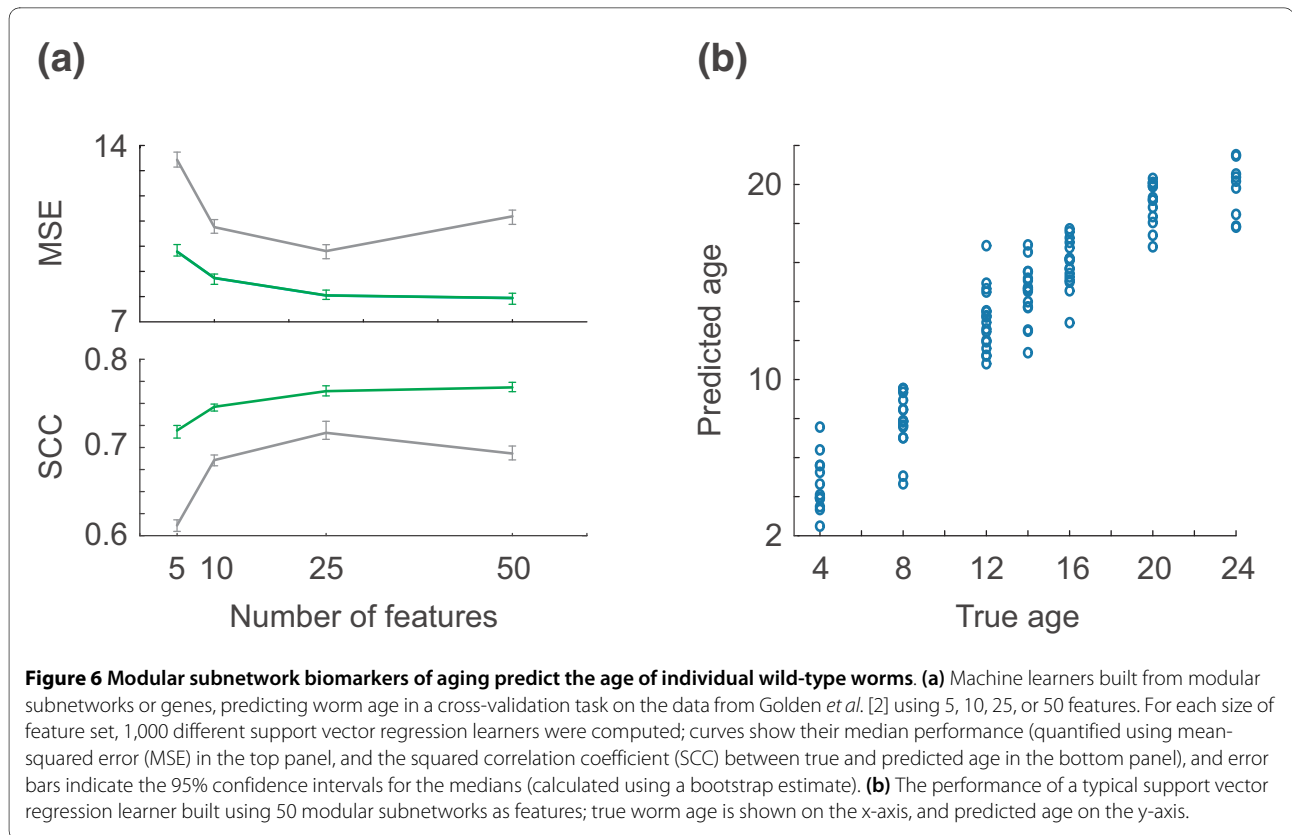 (a)
14
MSE
7
0.8
SCC
0.7
0.6
5 10 25 50
Number of features
(b)
20
Predicted age
10
2
4 8 12 16 20 24
True age
Figure 6 Modular subnetwork biomarkers of aging predict the age of individual wild-type worms. (a) Machine learners built from modular
subnetworks or genes, predicting worm age in a cross-validation task on the data from Golden et al. [2] using 5, 10, 25, or 50 features. For each size of
feature set, 1,000 different support vector regression learners were computed; curves show their median performance (quantified using mean-
squared error (MSE) in the top panel, and the squared correlation coefficient (SCC) between true and predicted age in the bottom panel), and error
bars indicate the 95% confidence intervals for the medians (calculated using a bootstrap estimate). (b) The performance of a typical support vector
regression learner built using 50 modular subnetworks as features; true worm age is shown on the x-axis, and predicted age on the y-axis.